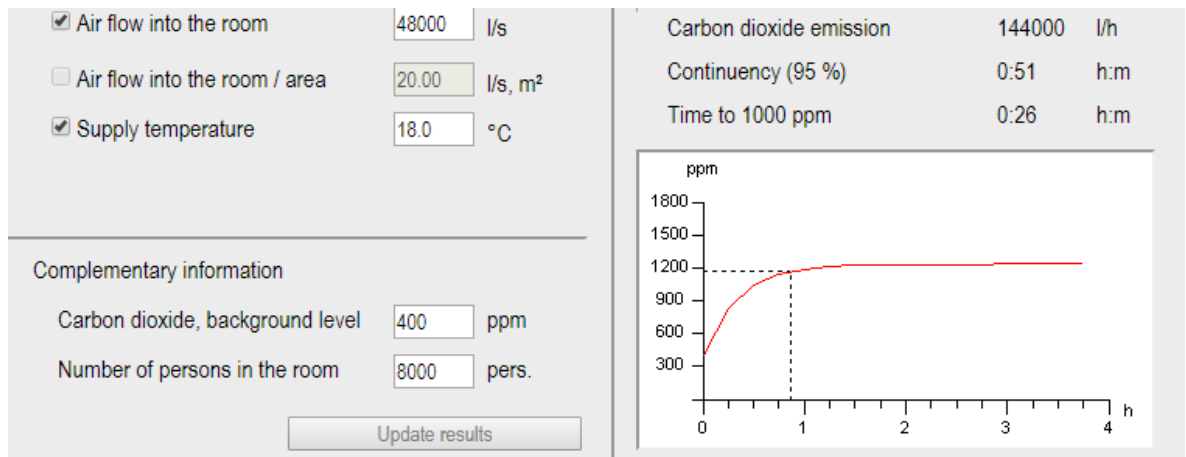 Air flow into the room 48000 l/s
Air flow into the room / area 20.00 l/s, m²
Supply temperature 18.0 °C
Complementary information
Carbon dioxide, background level 400 ppm
Number of persons in the room 8000 pers.
Update results
Carbon dioxide emission 144000 l/h
Continuency (95 %) 0:51 h:m
Time to 1000 ppm 0:26 h:m
ppm
1800
1500
1200
900
600
300
0 1 2 3 4 h